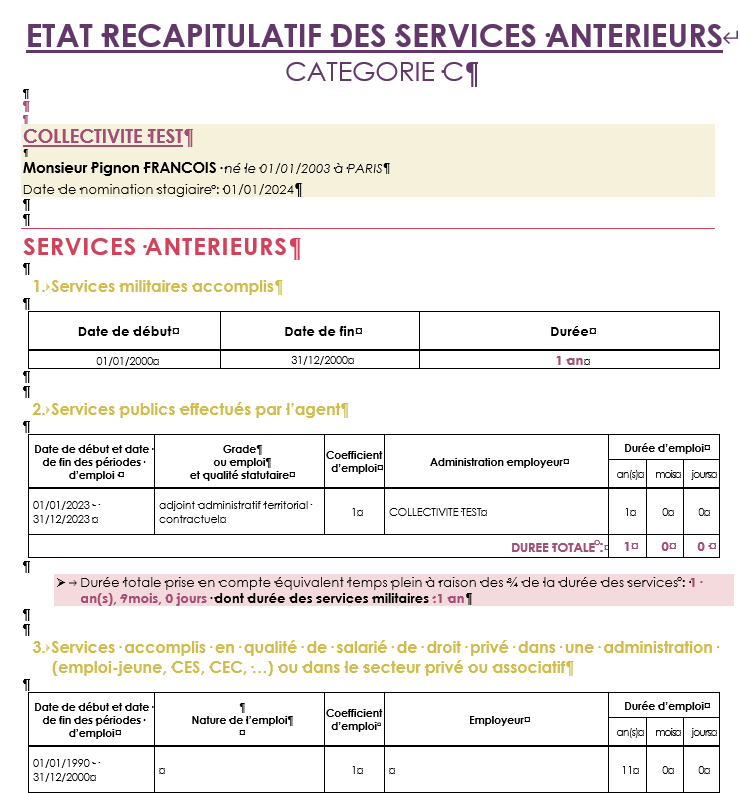 ETAT RECAPITULATIF DES SERVICES ANTERIEURS
CATEGORIE C
COLLECTIVITE TEST
Monsieur Pignon FRANCOIS né le 01/01/2003 à PARIS
Date de nomination stagiaire : 01/01/2024
SERVICES ANTERIEURS
1. Services militaires accomplis
Date de début Date de fin Durée
01/01/2000 31/12/2000 1 an
2. Services publics effectués par l'agent
Date de début et date
de fin des périodes
d'emploi
Grade
ou emploi
et qualité statutaire
Coefficient
d'emploi
Administration employeur
Durée d'emploi
an(s) mois jours
01/01/2023 -
31/12/2023
adjoint administratif territorial
contractuel
1
COLLECTIVITE TEST
1 0 0
DUREE TOTALE : 1 0 0
Durée totale prise en compte équivalent temps plein à raison des ¾ de la durée des services : 1
an(s), 9mois, 0 jours dont durée des services militaires :1 an
3. Services accomplis en qualité de salarié de droit privé dans une administration
(emploi-jeune, CES, CEC, …) ou dans le secteur privé ou associatif
Date de début et date
de fin des périodes
d'emploi
Nature de l'emploi
Coefficient
d'emploi
Employeur
Durée d'emploi
an(s) mois jours
01/01/1990 -
31/12/2000
1
11 0 0